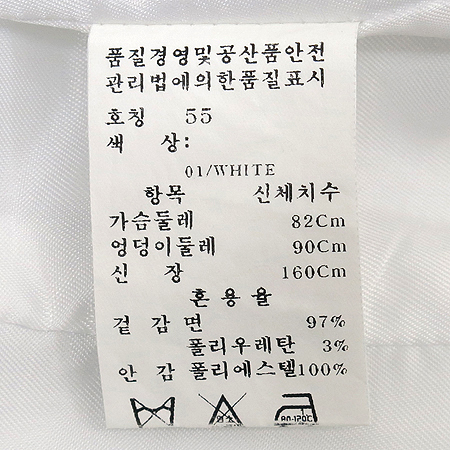 품질경영및공산품안전
관리법에의한품질표시
호칭 55
색 상:
01/WHITE
항목 신체치수
가슴둘레 82Cm
엉덩이둘레 90Cm
신 장 160Cm
혼용율
겉감면 97%
폴리우레탄 3%
안감 폴리에스텔100%